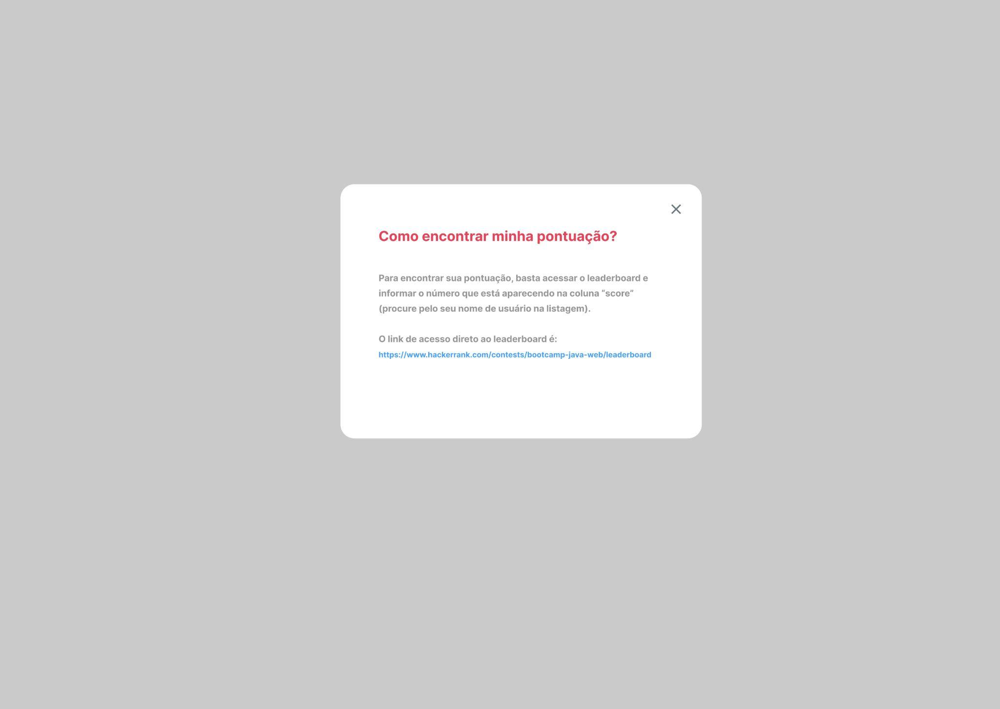 Como encontrar minha pontuação?
Para encontrar sua pontuação, basta acessar o leaderboard e
informar o número que está aparecendo na coluna “score”
(procure pelo seu nome de usuário na listagem).
O link de acesso direto ao leaderboard é:
https://www.hackerrank.com/contests/bootcamp-java-web/leaderboard